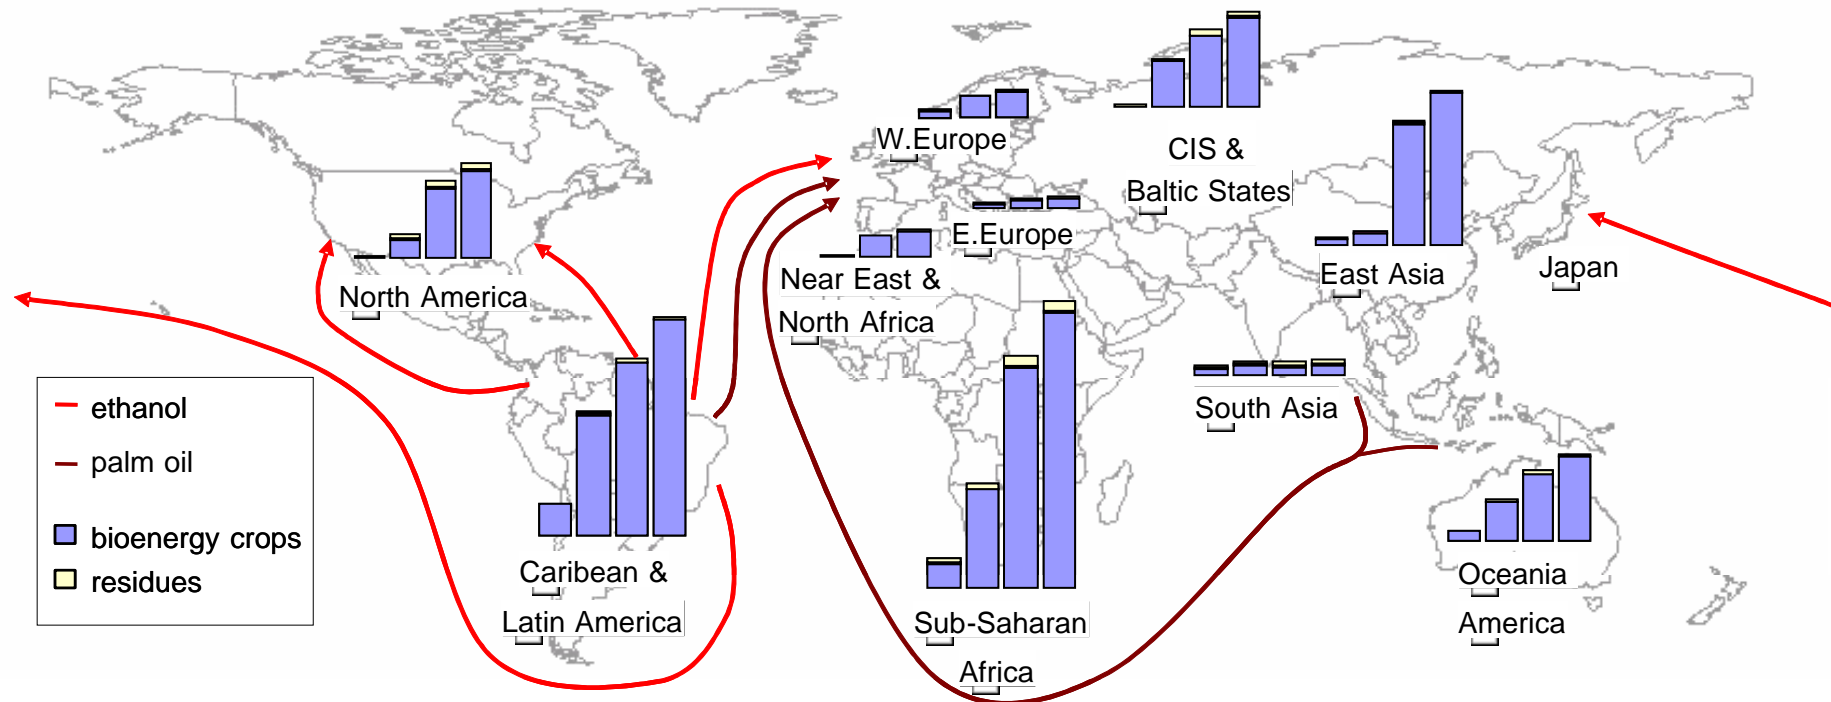 W.Europe
CIS &
Baltic States
E.Europe
East Asia
Japan
Near East &
North Africa
North America
South Asia
ethanol
palm oil
bioenergy crops
residues
Caribean &
Latin America
Sub-Saharan
Africa
Oceania
America